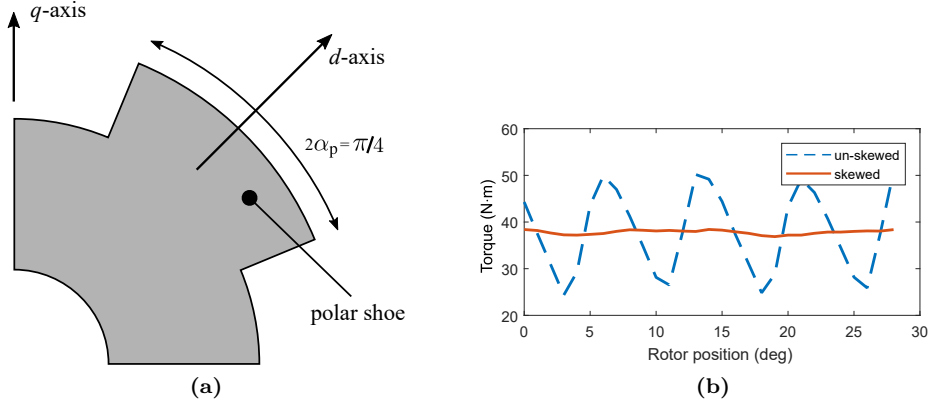 q-axis
d-axis
2αp = π/4
polar shoe
(a)
60
50
40
30
20
Torque (N·m)
un-skewed
skewed
0 5 10 15 20 25 30
Rotor position (deg)
(b)